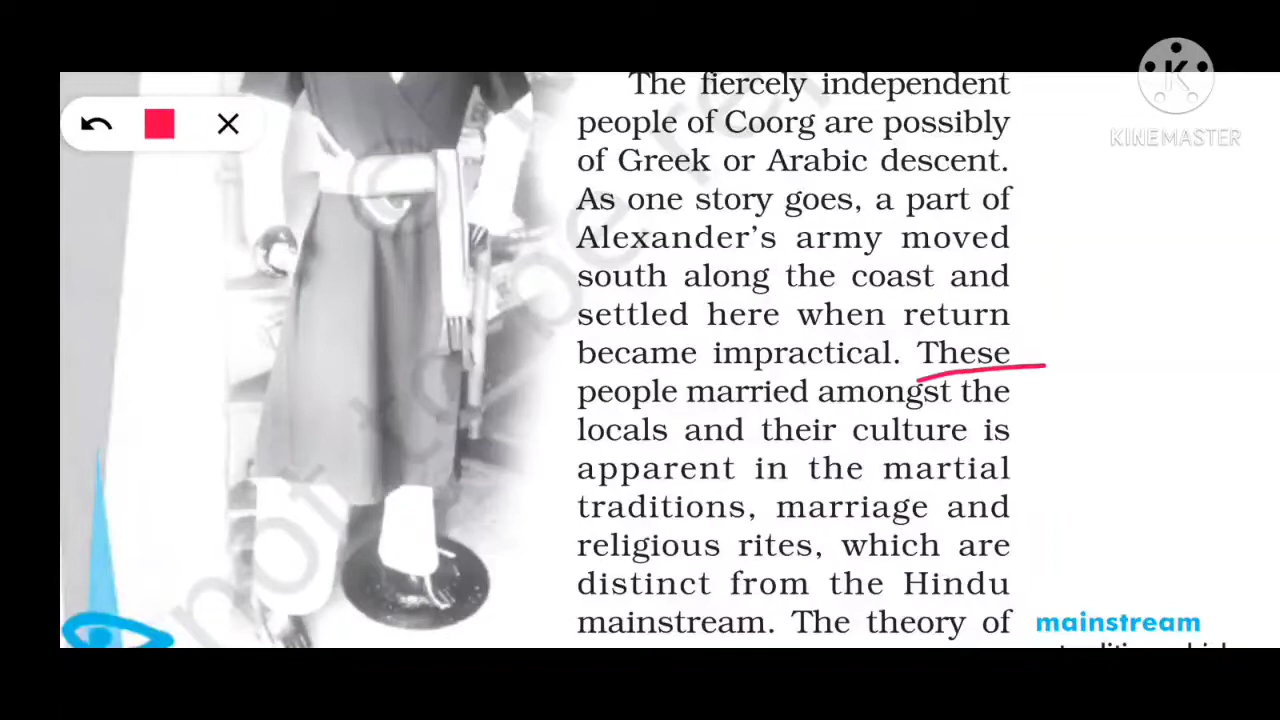 KINEMASTER
The fiercely independent
people of Coorg are possibly
of Greek or Arabic descent.
As one story goes, a part of
Alexander's army moved
south along the coast and
settled here when return
became impractical. These
people married amongst the
locals and their culture is
apparent in the martial
traditions, marriage and
religious rites, which are
distinct from the Hindu
mainstream. The theory of
mainstream